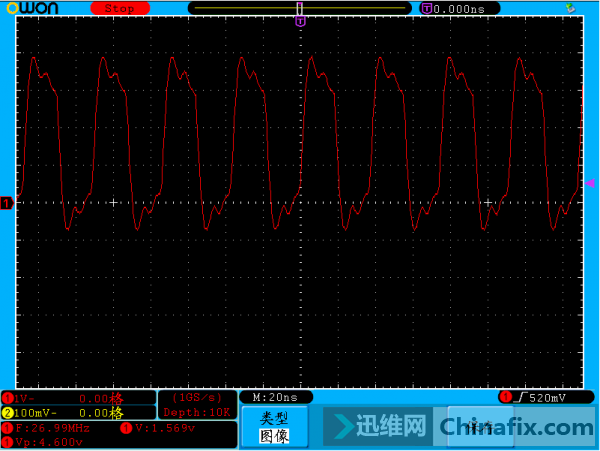 OWON Stop T 0.000ns
T
1
1 1V- 0.00格 (1GS/s) M:20ns 1 520mV
2 100mV- 0.00格 Depth:10K
1 F:26.99MHz 1 V:1.569v
1 Vp:4.600v
类型
图像
迅维网 Chinafix.com